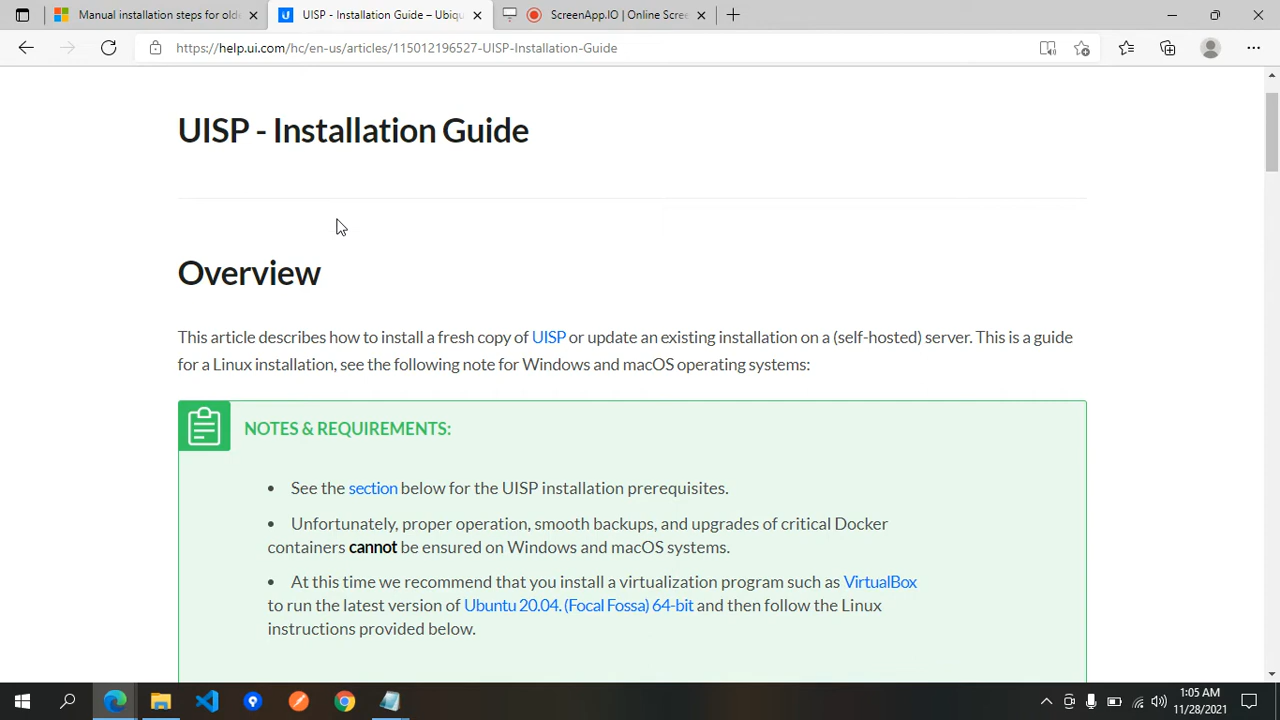 Manual installation steps for olde
UISP - Installation Guide – Ubiqu
ScreenApp.IO | Online Scree
https://help.ui.com/hc/en-us/articles/115012196527-UISP-Installation-Guide
UISP - Installation Guide
Overview
This article describes how to install a fresh copy of UISP or update an existing installation on a (self-hosted) server. This is a guide
for a Linux installation, see the following note for Windows and macOS operating systems:
NOTES & REQUIREMENTS:
• See the section below for the UISP installation prerequisites.
• Unfortunately, proper operation, smooth backups, and upgrades of critical Docker
containers cannot be ensured on Windows and macOS systems.
• At this time we recommend that you install a virtualization program such as VirtualBox
to run the latest version of Ubuntu 20.04. (Focal Fossa) 64-bit and then follow the Linux
instructions provided below.
1:05 AM
11/28/2021